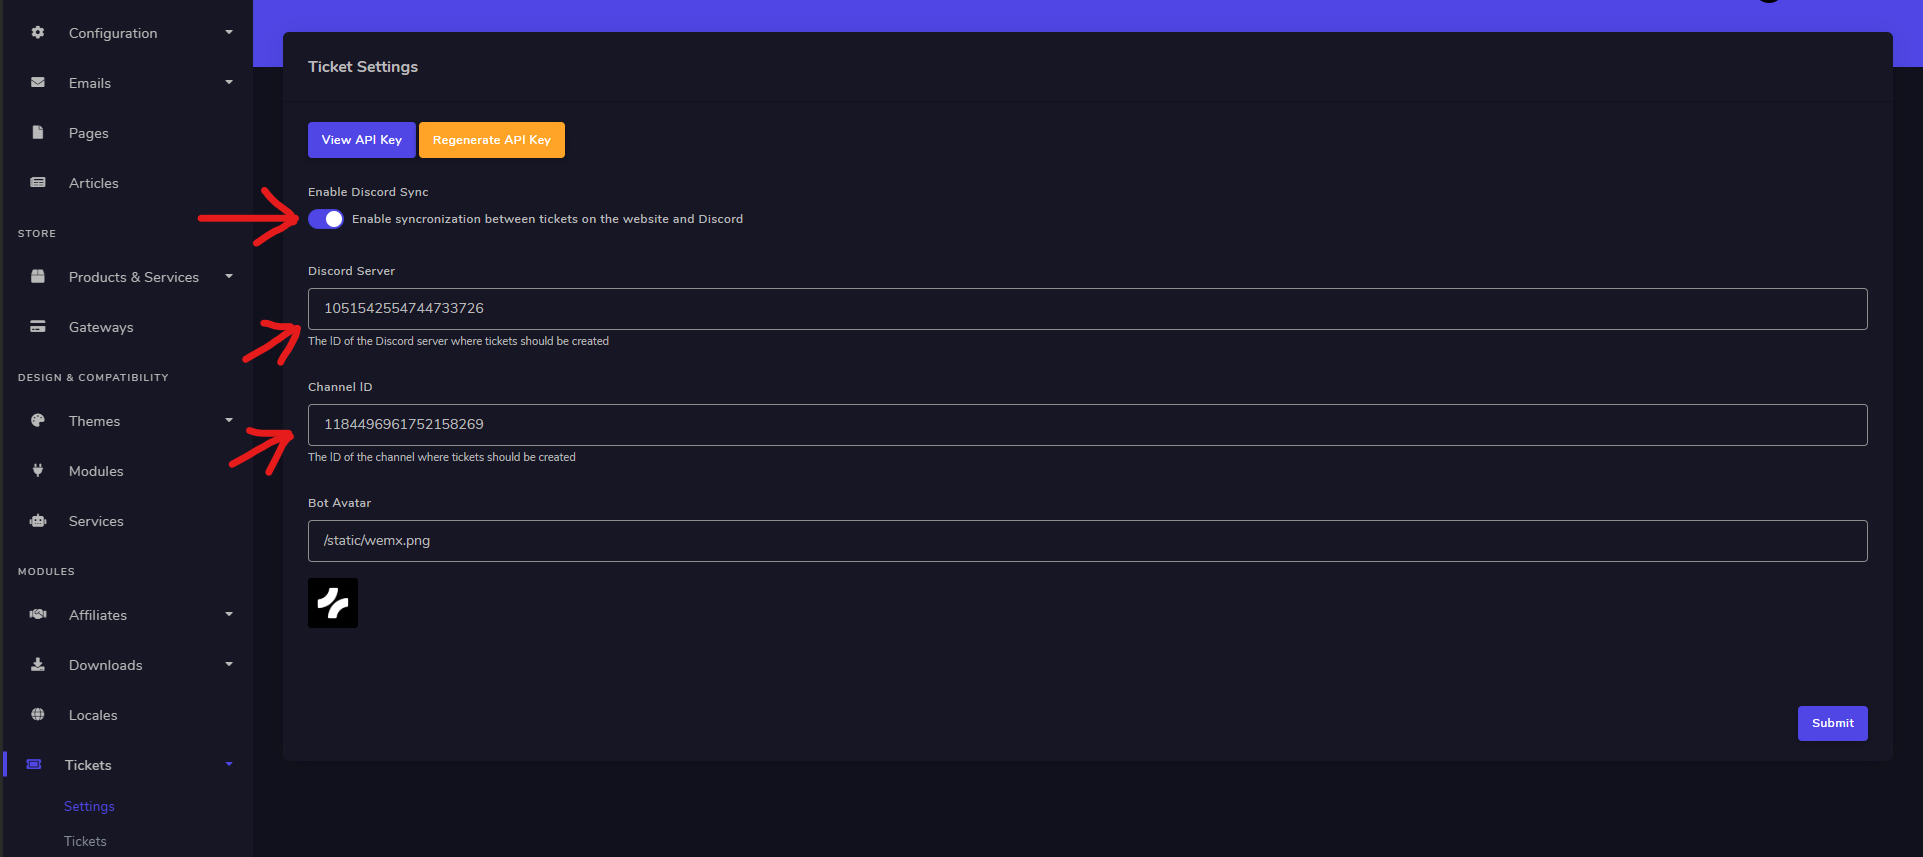 Configuration
Emails
Pages
Articles
STORE
Products & Services
Gateways
DESIGN & COMPATIBILITY
Themes
Modules
Services
MODULES
Affiliates
Downloads
Locales
Tickets
Settings
Tickets
Ticket Settings
View API Key
Regenerate API Key
Enable Discord Sync
Enable syncronization between tickets on the website and Discord
Discord Server
1051542554744733726
The ID of the Discord server where tickets should be created
Channel ID
1184496961752158269
The ID of the channel where tickets should be created
Bot Avatar
/static/wemx.png
Submit